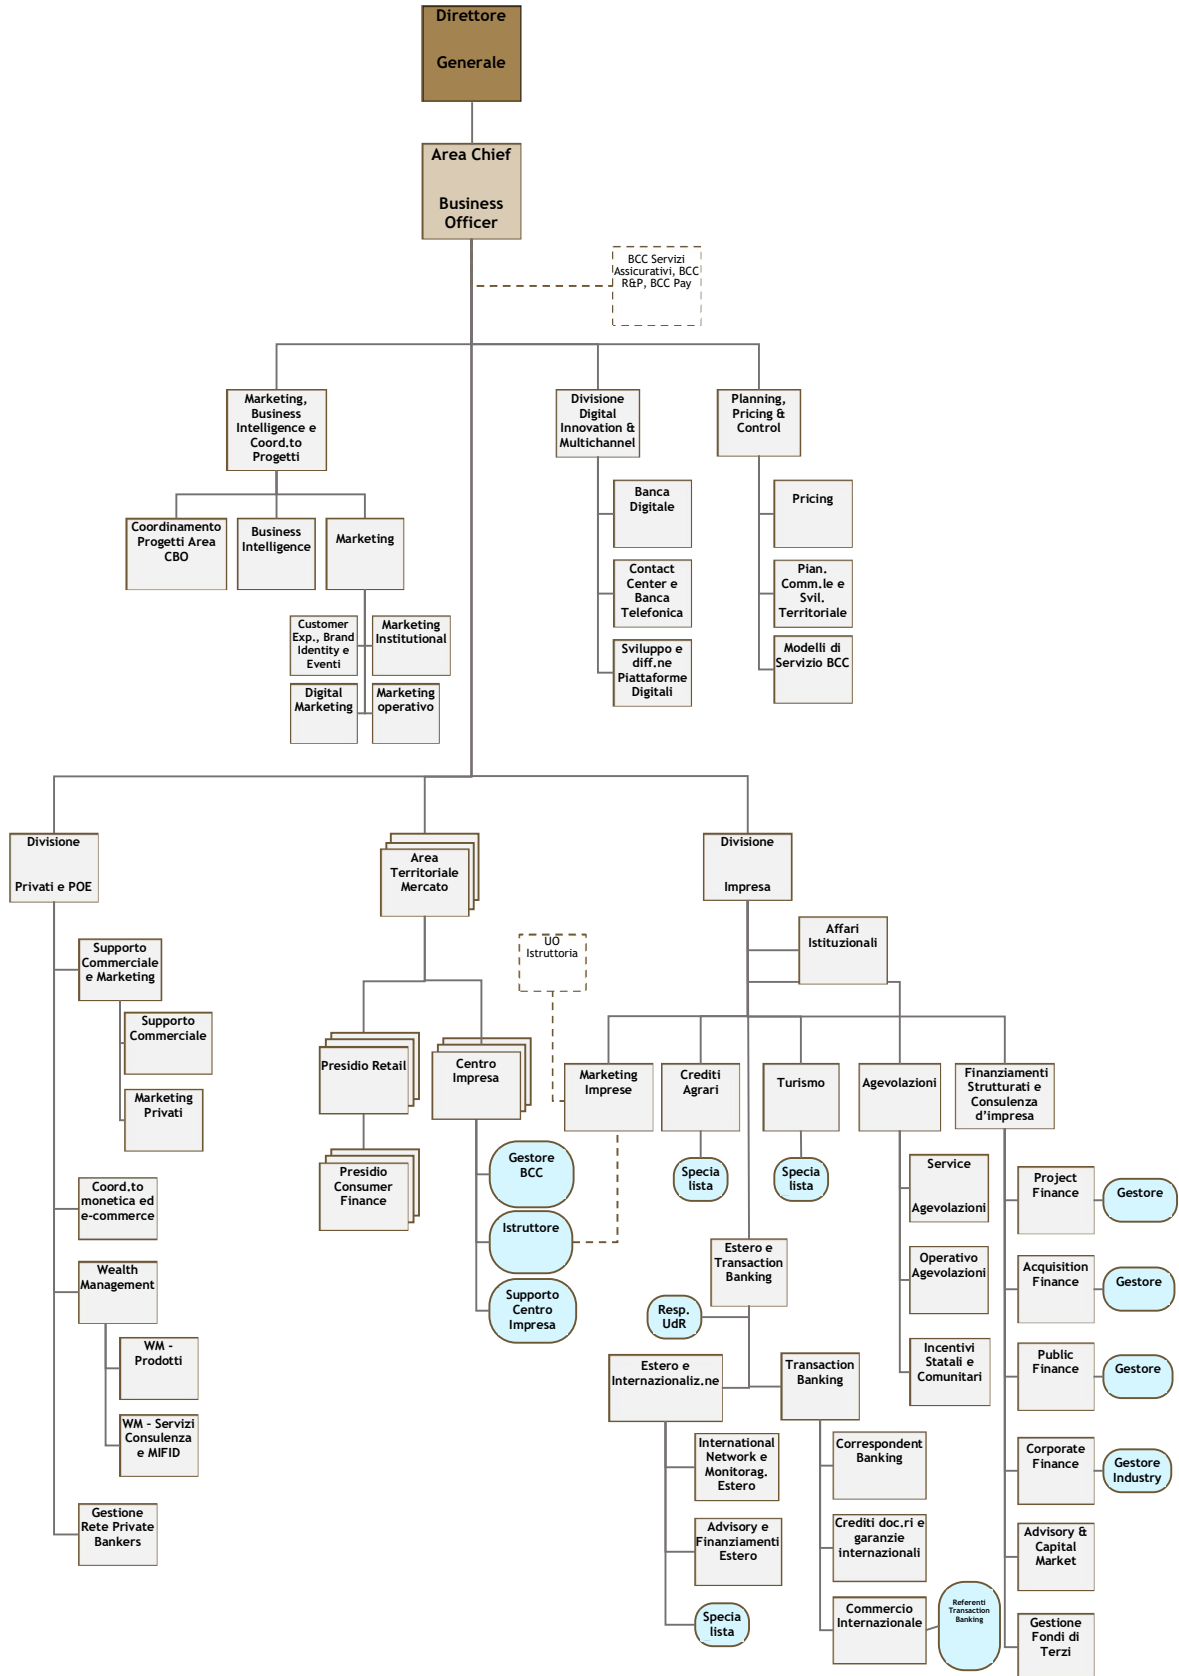 Direttore
Generale
Area Chief
Business
Officer
BCC Servizi
Assicurativi, BCC
R&P, BCC Pay
Marketing,
Business
Intelligence e
Coord.to
Progetti
Divisione
Digital
Innovation &
Multichannel
Planning,
Pricing &
Control
Coordinamento
Progetti Area
CBO
Business
Intelligence
Marketing
Banca
Digitale
Pricing
Contact
Center e
Banca
Telefonica
Pian.
Comm.le e
Svil.
Territoriale
Customer
Exp., Brand
Identity e
Eventi
Marketing
Institutional
Sviluppo e
diff.ne
Piattaforme
Digitali
Modelli di
Servizio BCC
Digital
Marketing
Marketing
operativo
Divisione
Privati e POE
Area
Territoriale
Mercato
Divisione
Impresa
Supporto
Commerciale
e Marketing
Supporto
Commerciale
Marketing
Privati
Coord.to
monetica ed
e-commerce
Wealth
Management
WM -
Prodotti
WM - Servizi
Consulenza
e MIFID
Gestione
Rete Private
Bankers
Presidio Retail
Presidio
Consumer
Finance
Centro
Impresa
Gestore
BCC
Istruttore
Supporto
Centro
Impresa
UO
Istruttoria
Affari
Istituzionali
Marketing
Imprese
Crediti
Agrari
Specia
lista
Turismo
Specia
lista
Agevolazioni
Service
Agevolazioni
Operativo
Agevolazioni
Incentivi
Statali e
Comunitari
Finanziamenti
Strutturati e
Consulenza
d’impresa
Project
Finance
Gestore
Acquisition
Finance
Gestore
Public
Finance
Gestore
Corporate
Finance
Gestore
Industry
Advisory &
Capital
Market
Gestione
Fondi di
Terzi
Estero e
Transaction
Banking
Resp.
UdR
Estero e
Internazionaliz.ne
International
Network e
Monitorag.
Estero
Advisory e
Finanziamenti
Estero
Specia
lista
Transaction
Banking
Correspondent
Banking
Crediti doc.ri e
garanzie
internazionali
Commercio
Internazionale
Referenti
Transaction
Banking